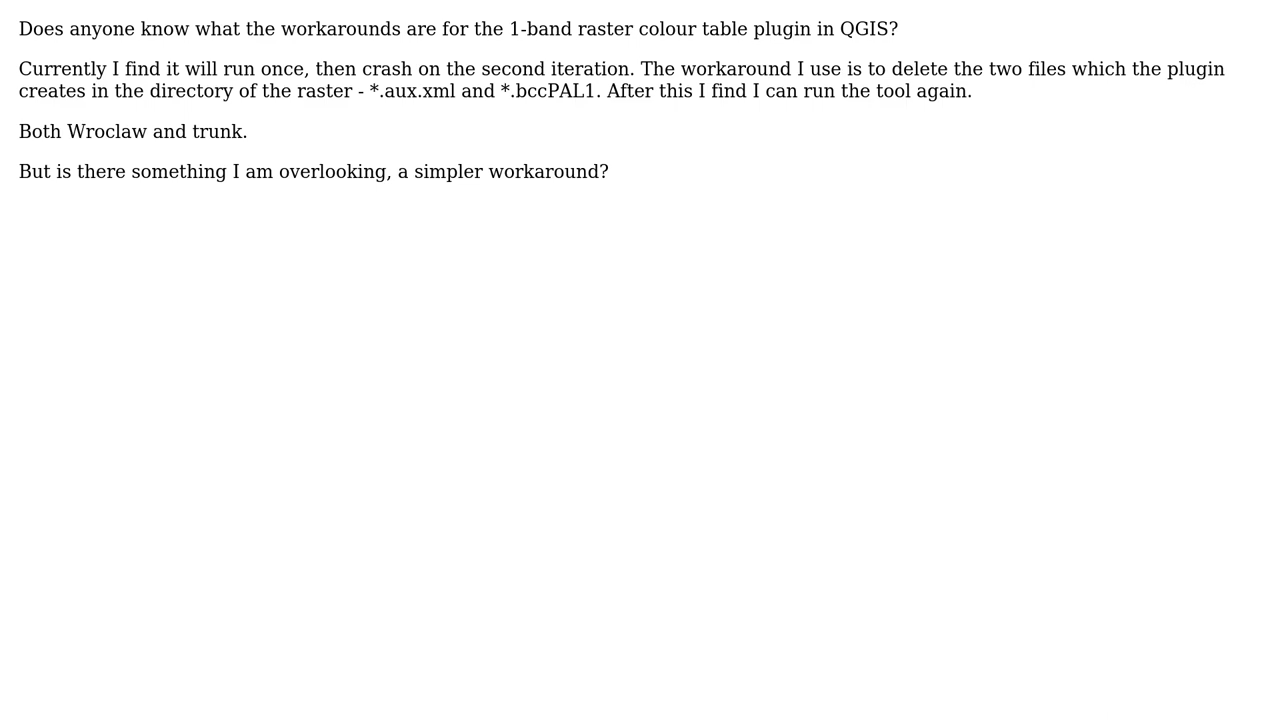 Does anyone know what the workarounds are for the 1-band raster colour table plugin in QGIS?
Currently I find it will run once, then crash on the second iteration. The workaround I use is to delete the two files which the plugin
creates in the directory of the raster - *.aux.xml and *.bccPAL1. After this I find I can run the tool again.
Both Wroclaw and trunk.
But is there something I am overlooking, a simpler workaround?